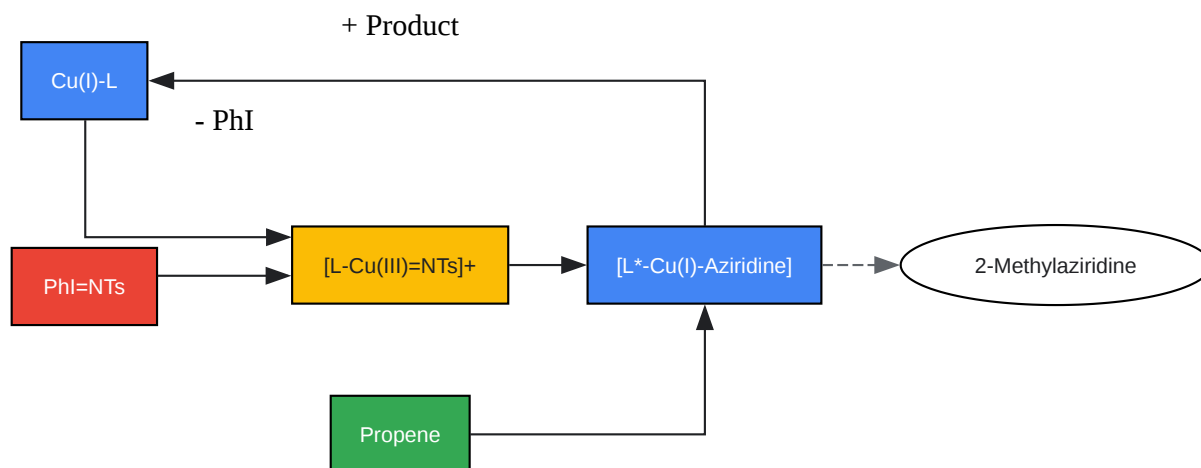 + Product
Cu(I)-L
- PhI
PhI=NTs
[L-Cu(III)=NTs]+
[L*-Cu(I)-Aziridine]
2-Methylaziridine
Propene